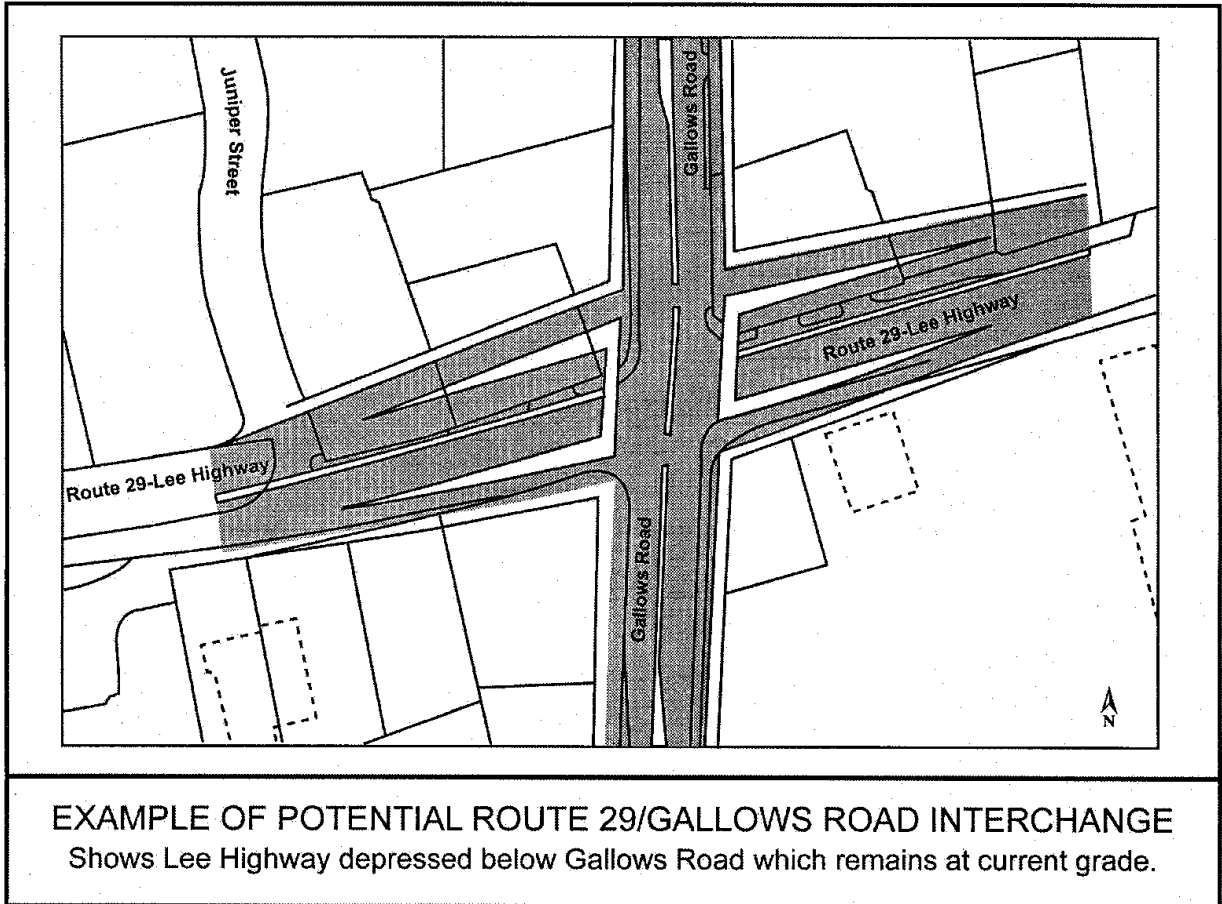 Juniper Street
Gallows Road
Route 29-Lee Highway
Route 29-Lee Highway
Gallows Road
N
EXAMPLE OF POTENTIAL ROUTE 29/GALLOWS ROAD INTERCHANGE
Shows Lee Highway depressed below Gallows Road which remains at current grade.